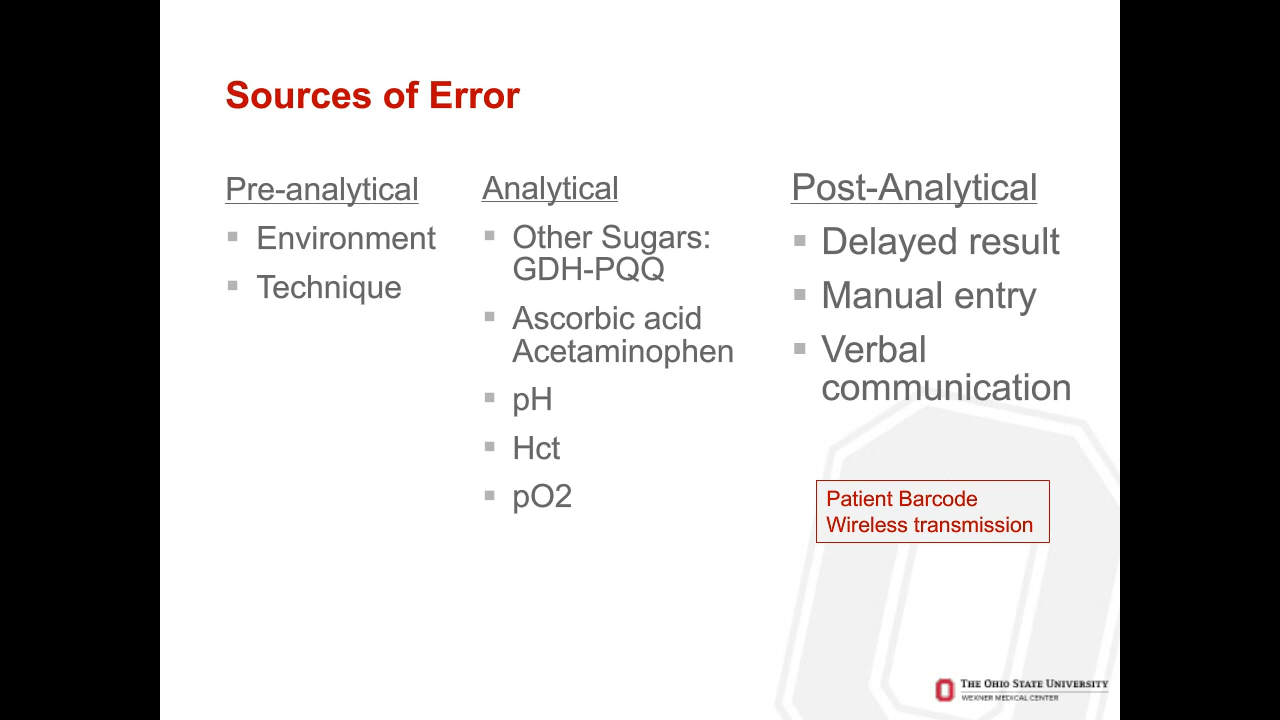 Sources of Error
Pre-analytical
Environment
Technique
Analytical
Other Sugars:
GDH-PQQ
Ascorbic acid
Acetaminophen
pH
Hct
pO2
Post-Analytical
Delayed result
Manual entry
Verbal
communication
Patient Barcode
Wireless transmission
THE OHIO STATE UNIVERSITY
WEXNER MEDICAL CENTER